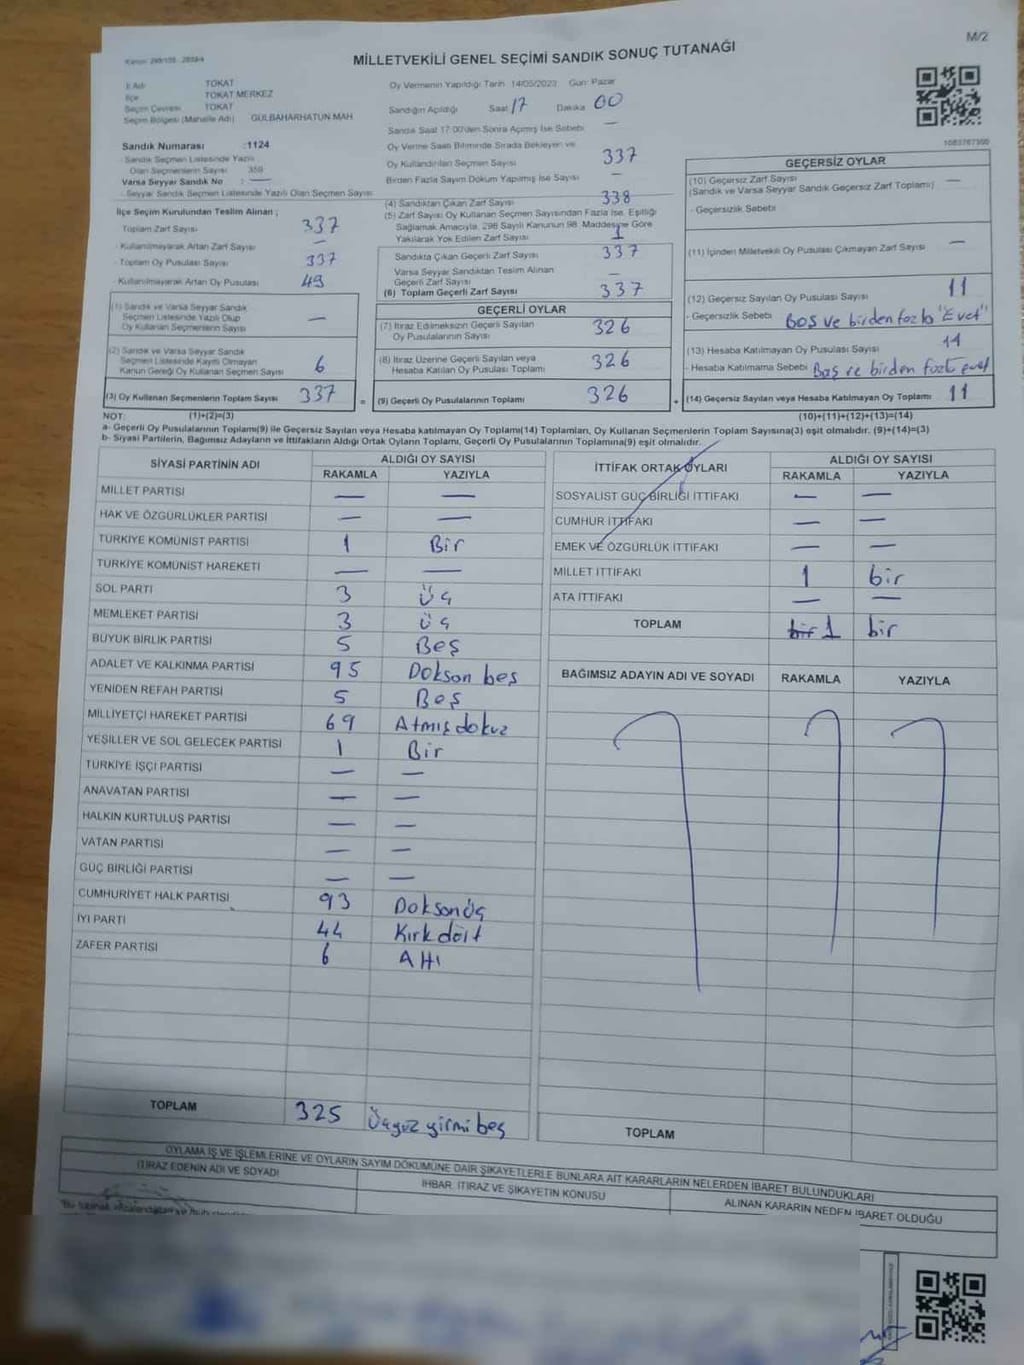 M/2
MİLLETVEKİLİ GENEL SEÇİMİ SANDIK SONUÇ TUTANAĞI
İl Adı TOKAT
İlçe TOKAT MERKEZ
Seçim Çevresi TOKAT
Seçim Bölgesi (Mahalle Adı) GÜLBAHARHATUN MAH
Sandık Numarası :1124
Sandık Seçmen Listesinde Yazılı
Olan Seçmenlerin Sayısı 359
Varsa Seyyar Sandık No : —
Seyyar Sandık Seçmen Listesinde Yazılı Olan Seçmen Sayısı
Oy Vermenin Yapıldığı Tarih 14/05/2023 Gün: Pazar
Sandığın Açıldığı Saat 17 Dakika 00
Sandık Saat 17:00'den Sonra Açılmış İse Sebebi —
Oy Verme Saati Bitiminde Sırada Bekleyen ve
Oy Kullandırılan Seçmen Sayısı 337
Birden Fazla Sayım Döküm Yapılmış İse Sayısı —
(4) Sandıktan Çıkan Zarf Sayısı 338
(5) Zarf Sayısı Oy Kullanan Seçmen Sayısından Fazla İse, Eşitliği
Sağlamak Amacıyla, 298 Sayılı Kanunun 98. Maddesine Göre
Yakılarak Yok Edilen Zarf Sayısı 1
Sandıkta Çıkan Geçerli Zarf Sayısı 337
Varsa Seyyar Sandıktan Teslim Alınan
Geçerli Zarf Sayısı —
(6) Toplam Geçerli Zarf Sayısı 337
İlçe Seçim Kurulundan Teslim Alınan ;
Toplam Zarf Sayısı 337
- Kullanılmayarak Artan Zarf Sayısı —
- Toplam Oy Pusulası Sayısı 337
Kullanılmayarak Artan Oy Pusulası 49
(1) Sandık ve Varsa Seyyar Sandık
Seçmen Listesinde Yazılı Olup
Oy Kullanan Seçmenlerin Sayısı —
(2) Sandık ve Varsa Seyyar Sandık
Seçmen Listesinde Kaydı Olmayan
Kanun Gereği Oy Kullanan Seçmen Sayısı 6
(3) Oy Kullanan Seçmenlerin Toplam Sayısı 337
GEÇERLİ OYLAR
(7) İtiraz Edilmeksizin Geçerli Sayılan
Oy Pusulalarının Sayısı 326
(8) İtiraz Üzerine Geçerli Sayılan veya
Hesaba Katılan Oy Pusulası Toplamı 326
= (9) Geçerli Oy Pusulalarının Toplamı 326
1083767300
GEÇERSİZ OYLAR
(10) Geçersiz Zarf Sayısı
(Sandık ve Varsa Seyyar Sandık Geçersiz Zarf Toplamı) —
- Geçersizlik Sebebi
(11) İçinden Milletvekili Oy Pusulası Çıkmayan Zarf Sayısı —
(12) Geçersiz Sayılan Oy Pusulası Sayısı 11
- Geçersizlik Sebebi Boş ve birden fazla "Evet"
(13) Hesaba Katılmayan Oy Pusulası Sayısı 11
- Hesaba Katılmama Sebebi Boş ve birden fazla evet
+ (14) Geçersiz Sayılan veya Hesaba Katılmayan Oy Toplamı 11
NOT: (1)+(2)=(3) (10)+(11)+(12)+(13)=(14)
a- Geçerli Oy Pusulalarının Toplamı(9) ile Geçersiz Sayılan veya Hesaba katılmayan Oy Toplamı(14) Toplamları, Oy Kullanan Seçmenlerin Toplam Sayısına(3) eşit olmalıdır. (9)+(14)=(3)
b- Siyasi Partilerin, Bağımsız Adayların ve İttifakların Aldığı Ortak Oyların Toplamı, Geçerli Oy Pusulalarının Toplamına(9) eşit olmalıdır.
SİYASİ PARTİNİN ADI ALDIĞI OY SAYISI
RAKAMLA YAZIYLA
MİLLET PARTİSİ — —
HAK VE ÖZGÜRLÜKLER PARTİSİ — —
TÜRKİYE KOMÜNİST PARTİSİ 1 Bir
TÜRKİYE KOMÜNİST HAREKETİ — —
SOL PARTİ 3 Üç
MEMLEKET PARTİSİ 3 üç
BÜYÜK BİRLİK PARTİSİ 5 Beş
ADALET VE KALKINMA PARTİSİ 95 Dokson beş
YENİDEN REFAH PARTİSİ 5 Beş
MİLLİYETÇİ HAREKET PARTİSİ 69 Atmış dokuz
YEŞİLLER VE SOL GELECEK PARTİSİ 1 Bir
TÜRKİYE İŞÇİ PARTİSİ — —
ANAVATAN PARTİSİ — —
HALKIN KURTULUŞ PARTİSİ — —
VATAN PARTİSİ — —
GÜÇ BİRLİĞİ PARTİSİ — —
CUMHURİYET HALK PARTİSİ 93 Doksonüç
İYİ PARTİ 44 Kırk dört
ZAFER PARTİSİ 6 Altı
TOPLAM 325 Üçyüz yirmi beş
İTTİFAK ORTAK OYLARI ALDIĞI OY SAYISI
RAKAMLA YAZIYLA
SOSYALİST GÜÇ BİRLİĞİ İTTİFAKI — —
CUMHUR İTTİFAKI — —
EMEK VE ÖZGÜRLÜK İTTİFAKI — —
MİLLET İTTİFAKI 1 bir
ATA İTTİFAKI — —
TOPLAM bir 1 bir
BAĞIMSIZ ADAYIN ADI VE SOYADI RAKAMLA YAZIYLA
TOPLAM
OYLAMA İŞ VE İŞLEMLERİNE VE OYLARIN SAYIM DÖKÜMÜNE DAİR ŞİKAYETLERLE BUNLARA AİT KARARLARIN NELERDEN İBARET BULUNDUKLARI
İTİRAZ EDENİN ADI VE SOYADI
İHBAR, İTİRAZ VE ŞİKAYETİN KONUSU
ALINAN KARARIN NEDEN İBARET OLDUĞU